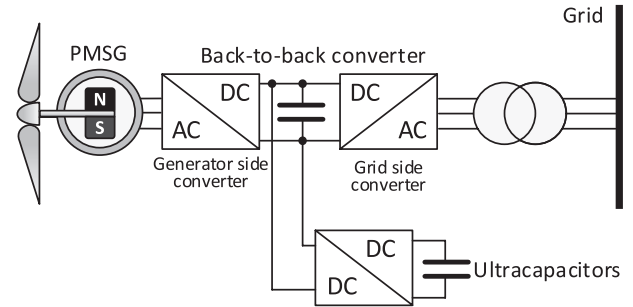 Grid
PMSG
Back-to-back converter
N
S
DC
AC
DC
AC
Generator side
converter
Grid side
converter
DC
DC
Ultracapacitors